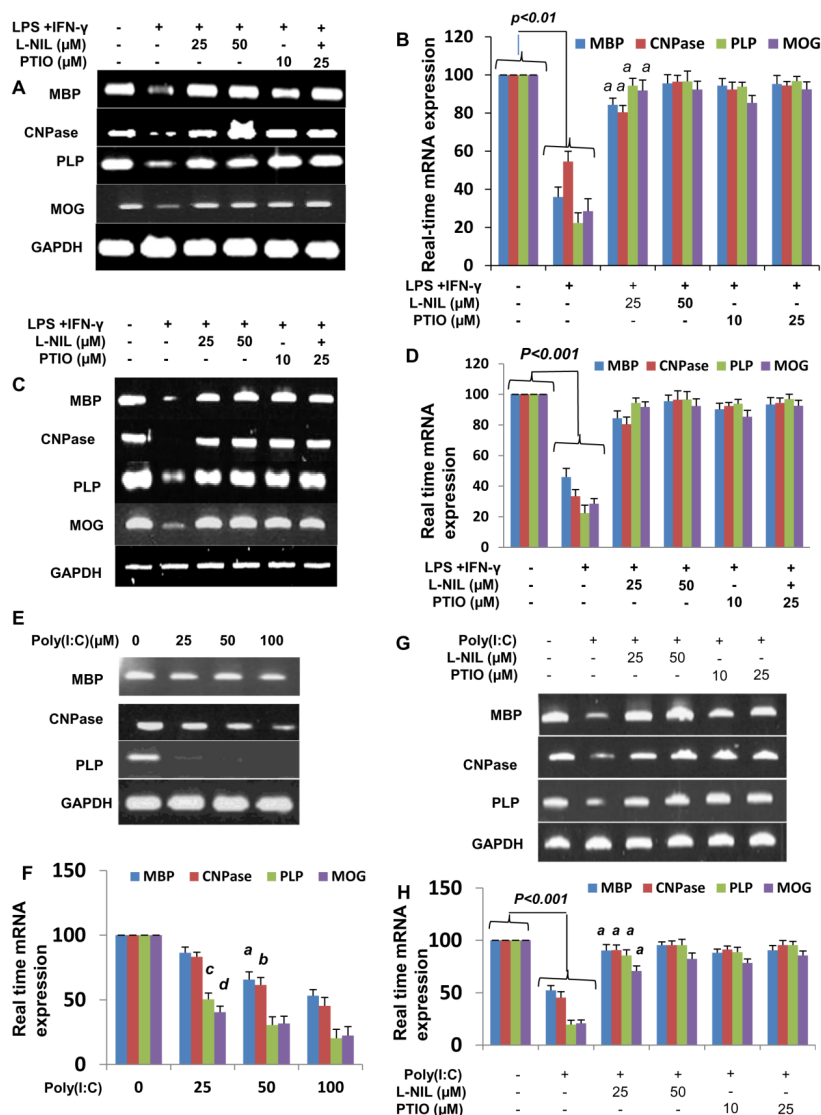 LPS +IFN-γ - + + + + +
L-NIL (µM) - - 25 50 - +
PTIO (µM) - - - - 10 25
A
MBP
CNPase
PLP
MOG
GAPDH
B
p<0.01
MBP CNPase PLP MOG
Real-time mRNA expression
120
100
80
60
40
20
0
a a a a
LPS +IFN-γ - + + + + +
L-NIL (µM) - - 25 50 - -
PTIO (µM) - - - - 10 25
LPS +IFN-γ - + + + + +
L-NIL (µM) - - 25 50 - +
PTIO (µM) - - - - 10 25
C
MBP
CNPase
PLP
MOG
GAPDH
D
P<0.001
MBP CNPase PLP MOG
Real time mRNA
expression
120
100
80
60
40
20
0
LPS +IFN-γ - + + + + +
L-NIL (µM) - - 25 50 - +
PTIO (µM) - - - - 10 25
E
Poly(I:C)(µM) 0 25 50 100
MBP
CNPase
PLP
GAPDH
G
Poly(I:C) - + + + + +
L-NIL (µM) - - 25 50 - -
PTIO (µM) - - - - 10 25
MBP
CNPase
PLP
GAPDH
F
MBP CNPase PLP MOG
Real time mRNA
expression
150
100
50
0
c d a b
Poly(I:C) 0 25 50 100
H
P<0.001
MBP CNPase PLP MOG
Real time mRNA
expression
150
100
50
0
a a a a
Poly(I:C) - + + + + +
L-NIL (µM) - - 25 50 - -
PTIO (µM) - - - - 10 25